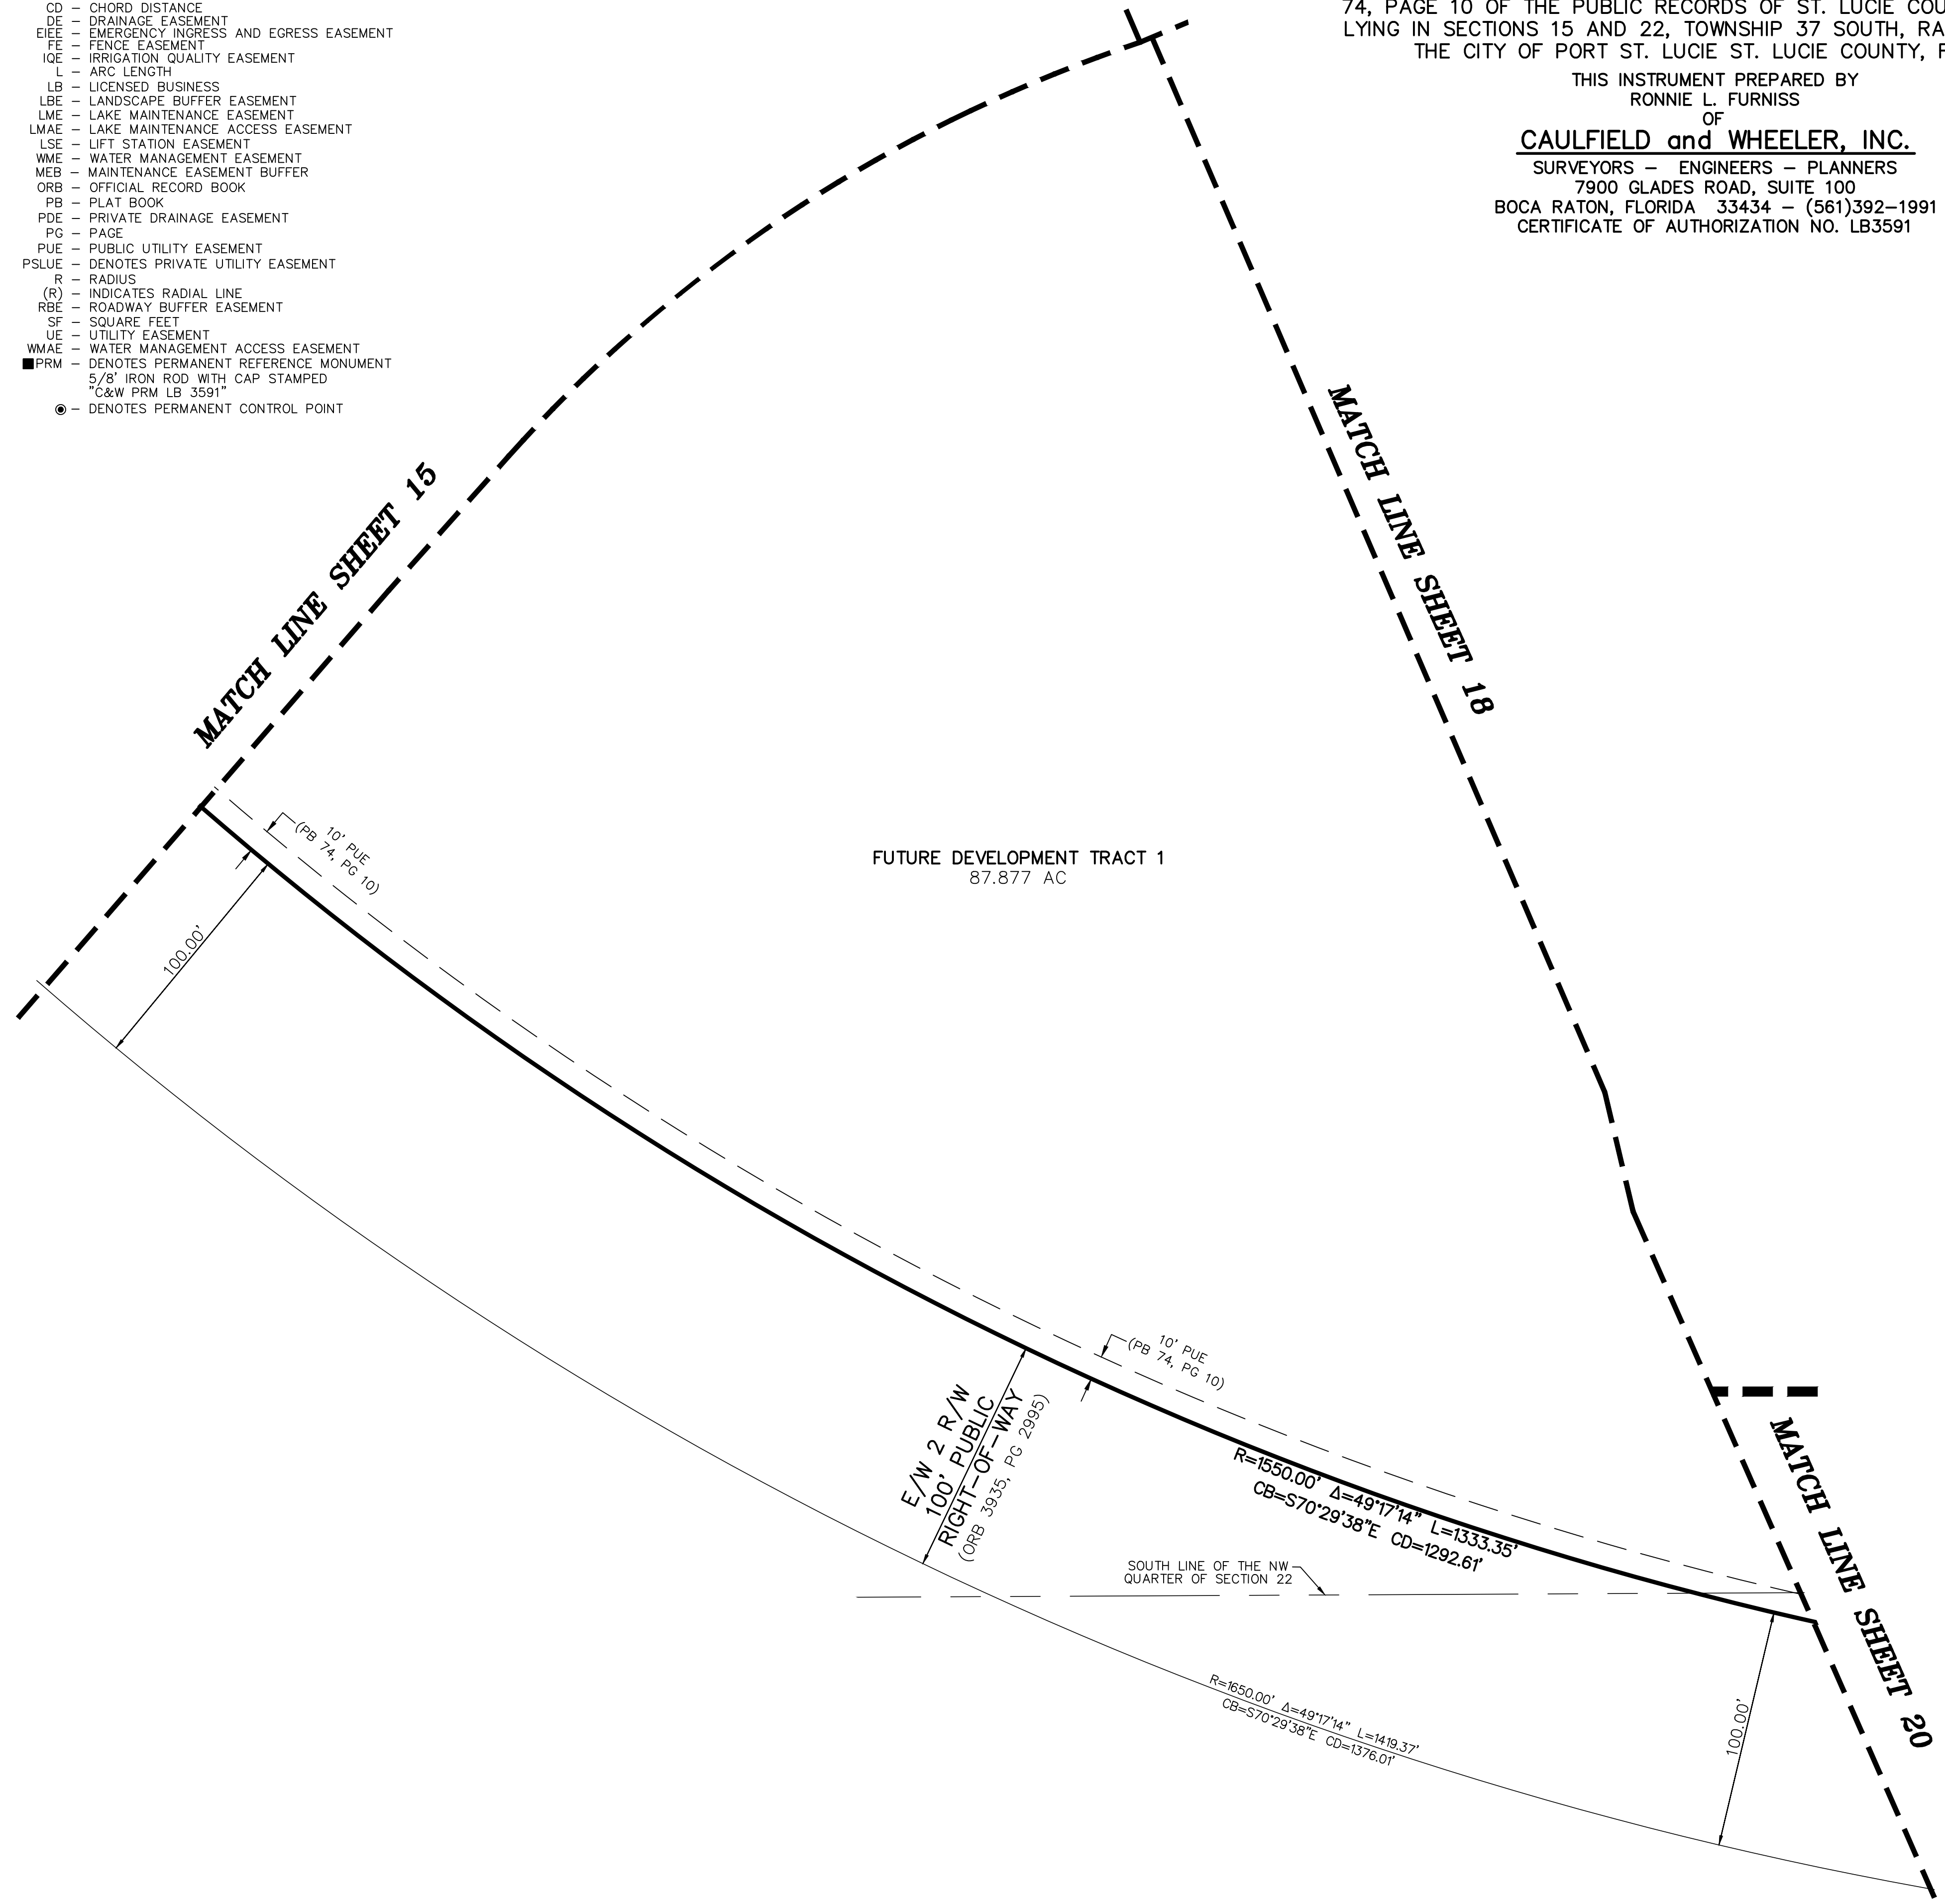 CD – CHORD DISTANCE
DE – DRAINAGE EASEMENT
EIEE – EMERGENCY INGRESS AND EGRESS EASEMENT
FE – FENCE EASEMENT
IQE – IRRIGATION QUALITY EASEMENT
L – ARC LENGTH
LB – LICENSED BUSINESS
LBE – LANDSCAPE BUFFER EASEMENT
LME – LAKE MAINTENANCE EASEMENT
LMAE – LAKE MAINTENANCE ACCESS EASEMENT
LSE – LIFT STATION EASEMENT
WME – WATER MANAGEMENT EASEMENT
MEB – MAINTENANCE EASEMENT BUFFER
ORB – OFFICIAL RECORD BOOK
PB – PLAT BOOK
PDE – PRIVATE DRAINAGE EASEMENT
PG – PAGE
PUE – PUBLIC UTILITY EASEMENT
PSLUE – DENOTES PRIVATE UTILITY EASEMENT
R – RADIUS
(R) – INDICATES RADIAL LINE
RBE – ROADWAY BUFFER EASEMENT
SF – SQUARE FEET
UE – UTILITY EASEMENT
WMAE – WATER MANAGEMENT ACCESS EASEMENT
■PRM – DENOTES PERMANENT REFERENCE MONUMENT
5/8' IRON ROD WITH CAP STAMPED
"C&W PRM LB 3591"
– DENOTES PERMANENT CONTROL POINT
74, PAGE 10 OF THE PUBLIC RECORDS OF ST. LUCIE
LYING IN SECTIONS 15 AND 22, TOWNSHIP 37 SOUTH,
THE CITY OF PORT ST. LUCIE ST. LUCIE COUNTY,
THIS INSTRUMENT PREPARED BY
RONNIE L. FURNISS
OF
CAULFIELD and WHEELER, INC.
SURVEYORS – ENGINEERS – PLANNERS
7900 GLADES ROAD, SUITE 100
BOCA RATON, FLORIDA 33434 – (561)392–1991
CERTIFICATE OF AUTHORIZATION NO. LB3591
MATCH LINE SHEET 15
MATCH LINE SHEET 18
10' PUE
(PB 74, PG 10)
FUTURE DEVELOPMENT TRACT 1
87.877 AC
100.00'
10' PUE
(PB 74, PG 10)
E/W 2 R/W
100' PUBLIC
RIGHT–OF–WAY
(ORB 3935, PG 2995)
R=1550.00' Δ=49°17'14" L=1333.35'
CB=S70°29'38"E CD=1292.61'
SOUTH LINE OF THE NW
QUARTER OF SECTION 22
R=1650.00' Δ=49°17'14" L=1419.37'
CB=S70°29'38"E CD=1376.01'
100.00'
MATCH LINE SHEET 20